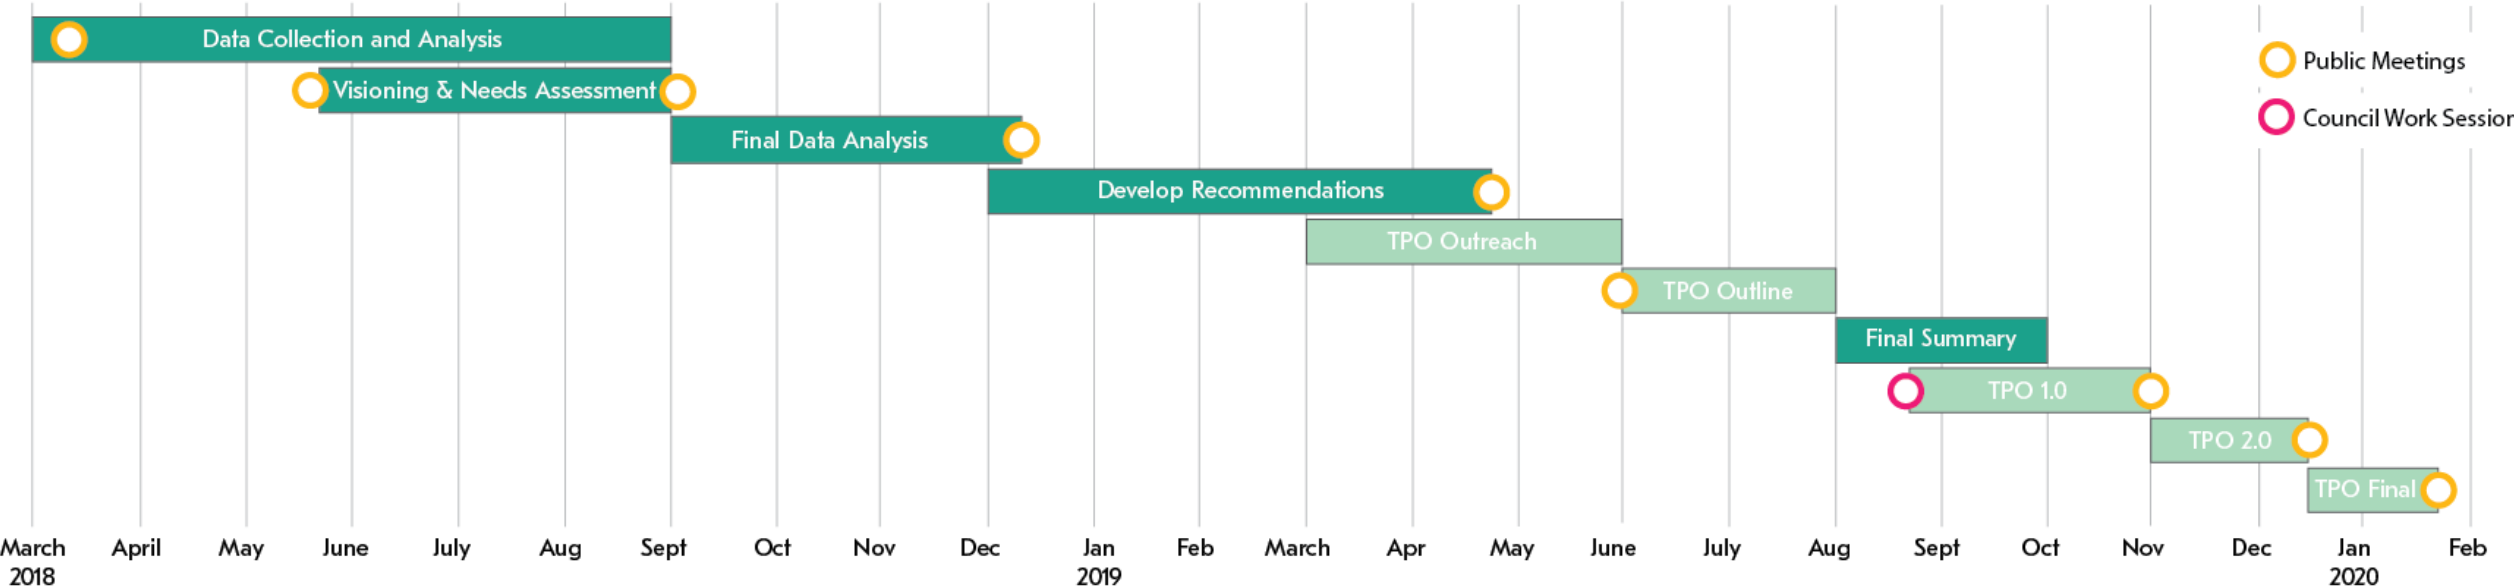 Data Collection and Analysis
Public Meetings
Visioning & Needs Assessment
Council Work Session
Final Data Analysis
Develop Recommendations
TPO Outreach
TPO Outline
Final Summary
TPO 1.0
TPO 2.0
TPO Final
March April May June July Aug Sept Oct Nov Dec Jan Feb March Apr May June July Aug Sept Oct Nov Dec Jan Feb
2018 2019 2020